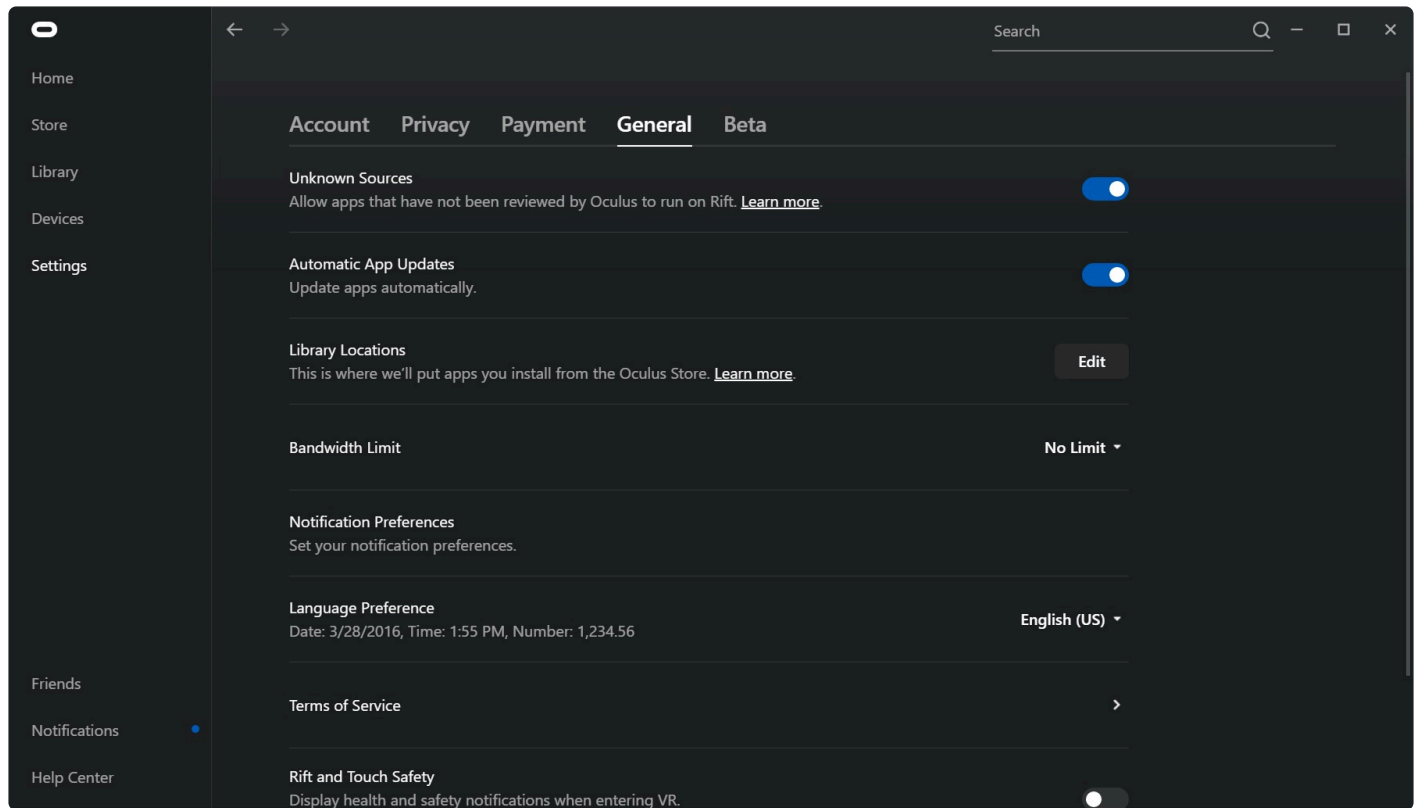 Search
Home
Store
Library
Devices
Settings
Friends
Notifications
Help Center
Account Privacy Payment General Beta
Unknown Sources
Allow apps that have not been reviewed by Oculus to run on Rift. Learn more.
Automatic App Updates
Update apps automatically.
Library Locations
This is where we'll put apps you install from the Oculus Store. Learn more.
Edit
Bandwidth Limit
No Limit
Notification Preferences
Set your notification preferences.
Language Preference
Date: 3/28/2016, Time: 1:55 PM, Number: 1,234.56
English (US)
Terms of Service
Rift and Touch Safety
Display health and safety notifications when entering VR.